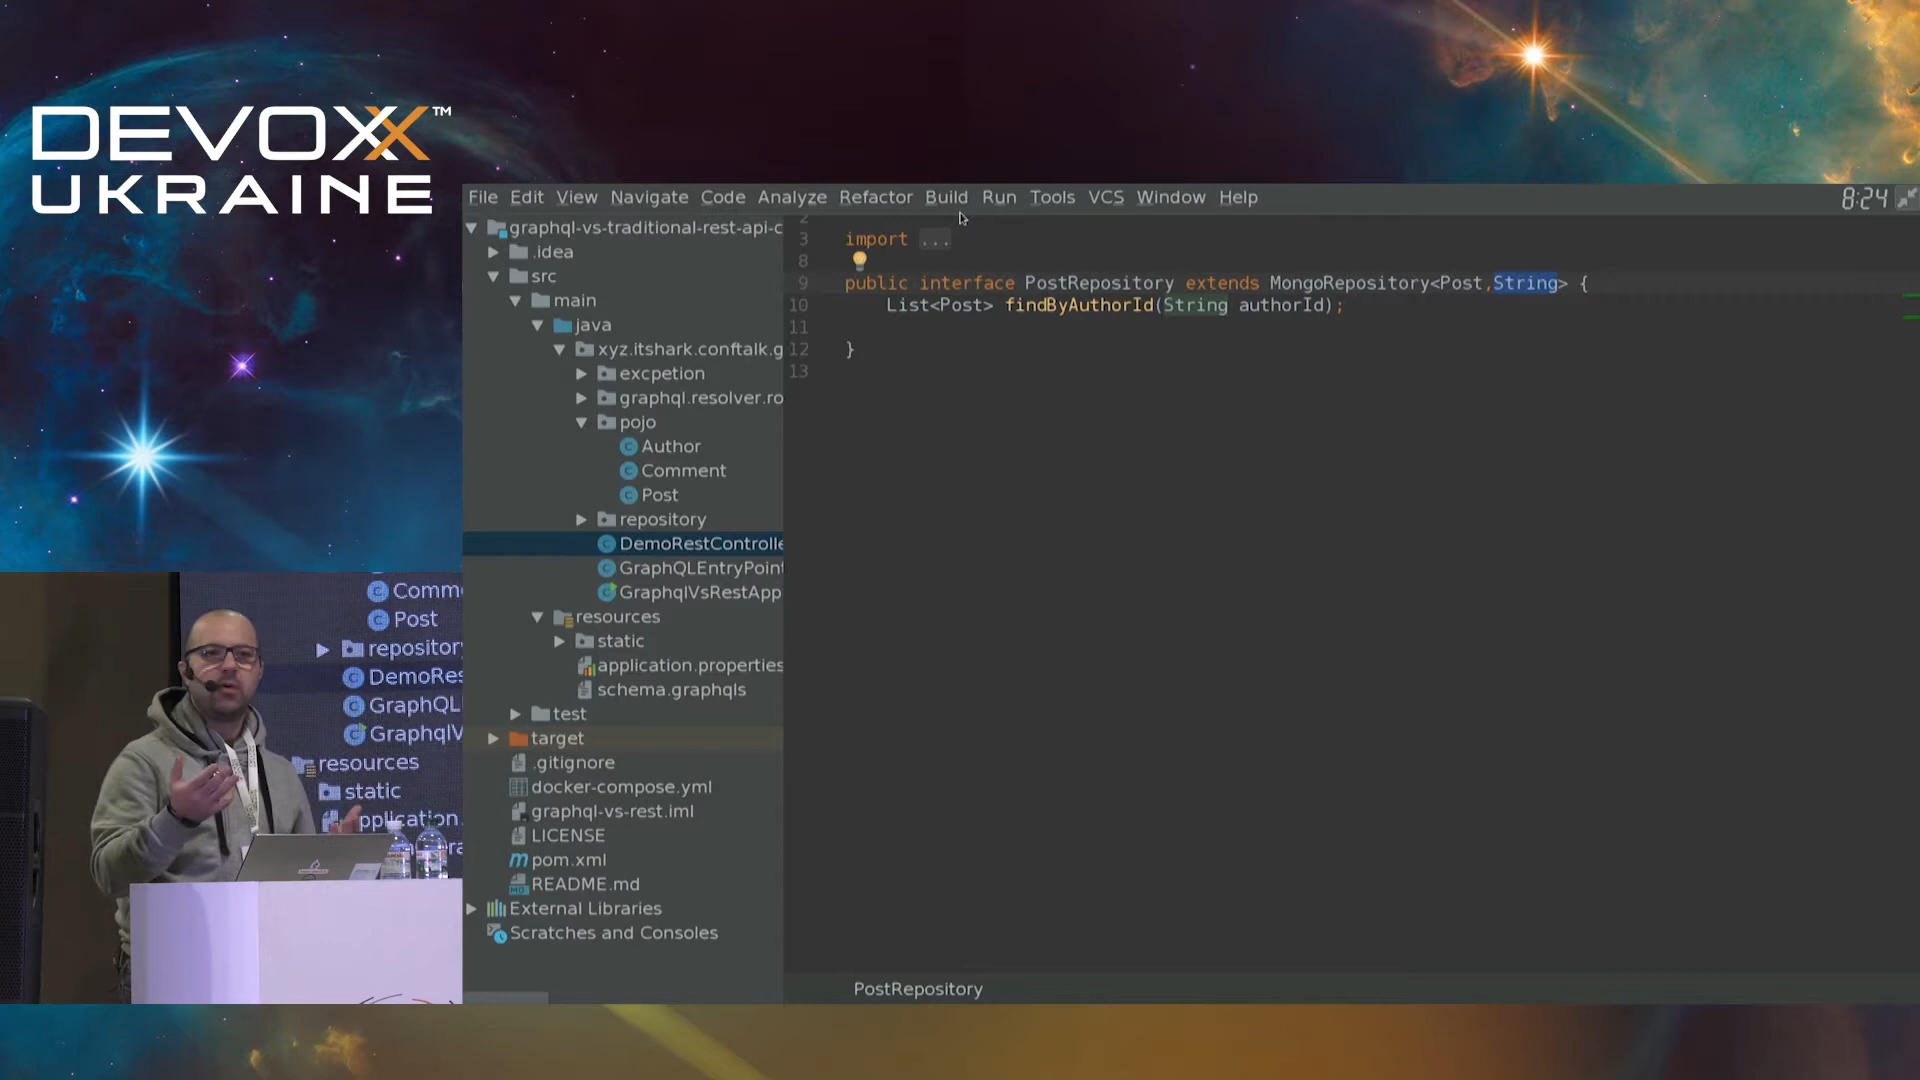 DEVOXX™
UKRAINE
File Edit View Navigate Code Analyze Refactor Build Run Tools VCS Window Help
8:24
graphql-vs-traditional-rest-api-c
.idea
src
main
java
xyz.itshark.conftalk.g
excpetion
graphql.resolver.ro
pojo
Author
Comment
Post
repository
DemoRestControlle
GraphQLEntryPoint
GraphqlVsRestApp
resources
static
application.properties
schema.graphqls
test
target
.gitignore
docker-compose.yml
graphql-vs-rest.iml
LICENSE
pom.xml
README.md
External Libraries
Scratches and Consoles
2
3 import ...
8
9 public interface PostRepository extends MongoRepository<Post,String> {
10 List<Post> findByAuthorId(String authorId);
11
12 }
13
PostRepository
Comme
Post
repository
DemoRes
GraphQL
GraphqlV
resources
static
pplication.